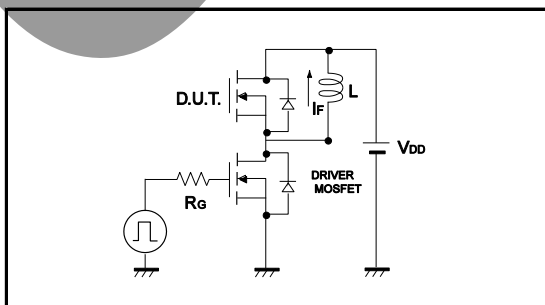 D.U.T.
IF
L
VDD
RG
DRIVER
MOSFET